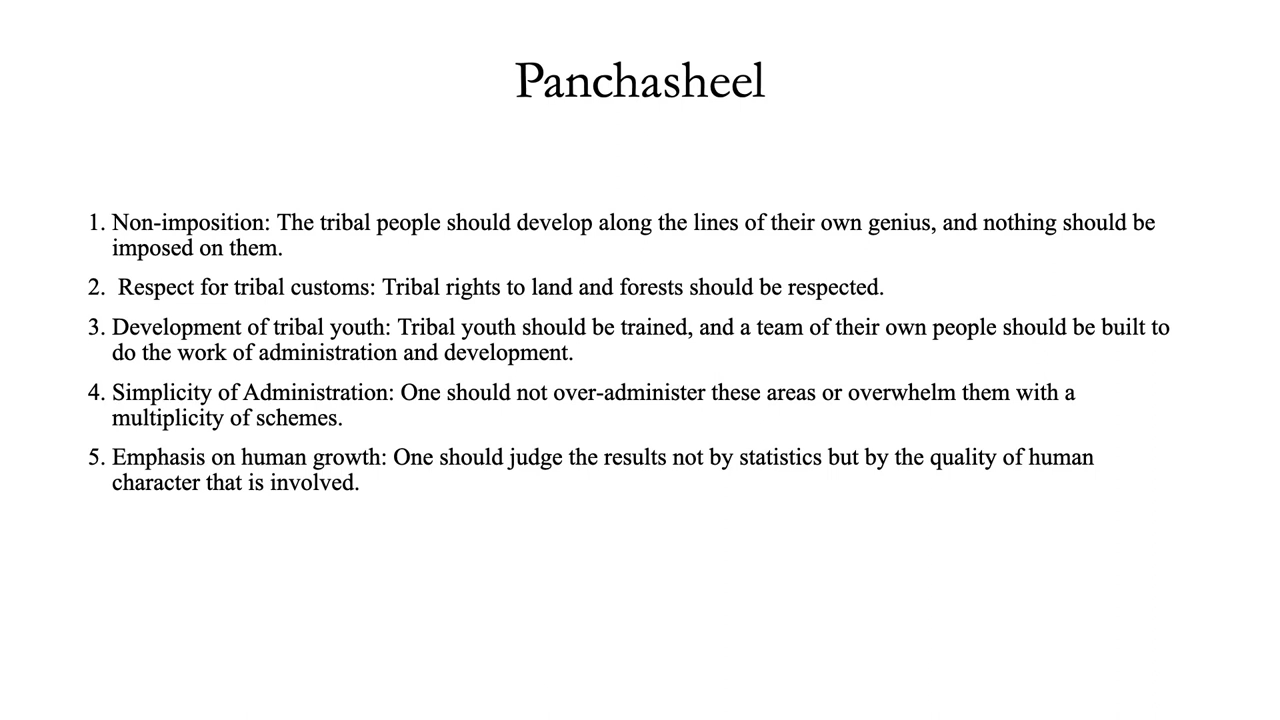 Panchasheel
1. Non-imposition: The tribal people should develop along the lines of their own genius, and nothing should be
imposed on them.
2. Respect for tribal customs: Tribal rights to land and forests should be respected.
3. Development of tribal youth: Tribal youth should be trained, and a team of their own people should be built to
do the work of administration and development.
4. Simplicity of Administration: One should not over-administer these areas or overwhelm them with a
multiplicity of schemes.
5. Emphasis on human growth: One should judge the results not by statistics but by the quality of human
character that is involved.